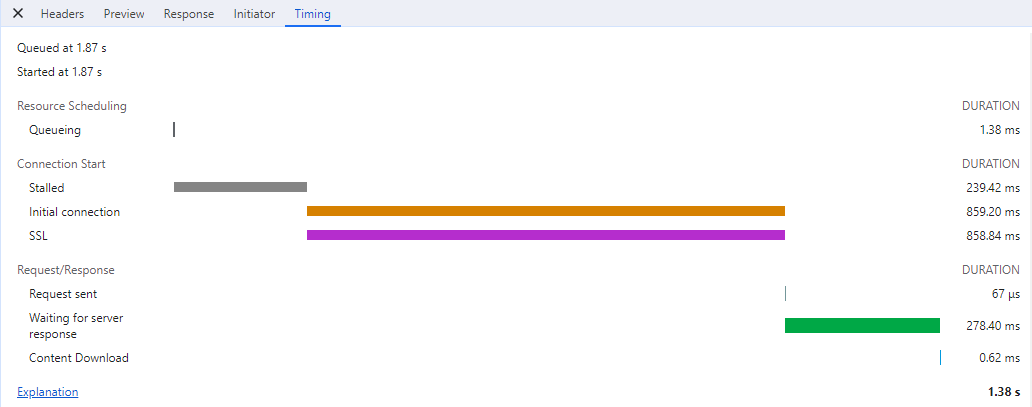 Headers Preview Response Initiator Timing
Queued at 1.87 s
Started at 1.87 s
Resource Scheduling DURATION
Queueing 1.38 ms
Connection Start DURATION
Stalled 239.42 ms
Initial connection 859.20 ms
SSL 858.84 ms
Request/Response DURATION
Request sent 67 μs
Waiting for server
response 278.40 ms
Content Download 0.62 ms
Explanation 1.38 s